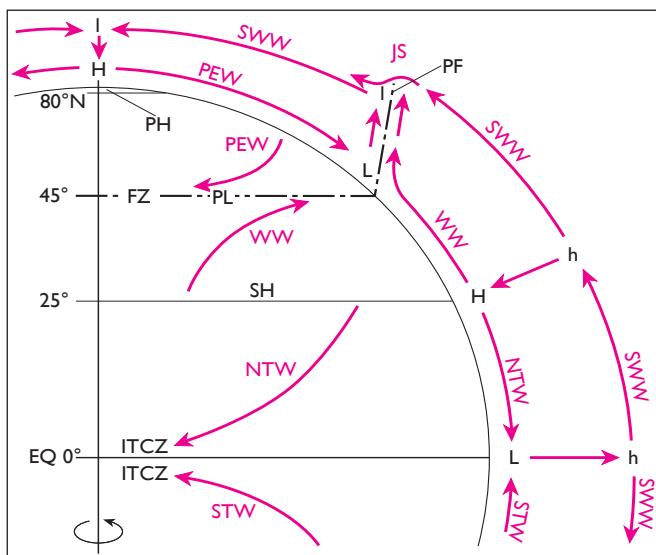 l
SWW
JS
PF
H
PEW
l
80°N
PH
SWW
PEW
L
45°
FZ
PL
WW
WW
h
25°
SH
H
NTW
NTW
SWW
ITCZ
EQ 0°
L
h
ITCZ
STW
STW
SWW